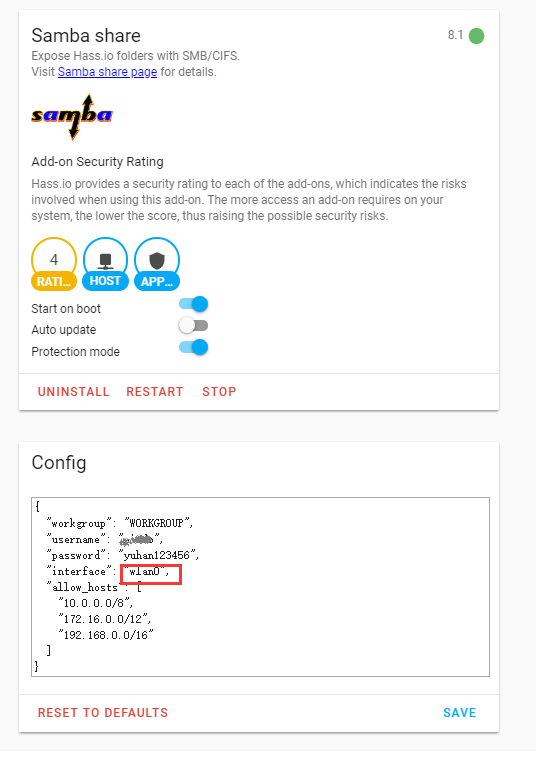 Samba share
8.1
Expose Hass.io folders with SMB/CIFS.
Visit Samba share page for details.
samba
Add-on Security Rating
Hass.io provides a security rating to each of the add-ons, which indicates the risks
involved when using this add-on. The more access an add-on requires on your
system, the lower the score, thus raising the possible security risks.
4
RATI... HOST APP...
Start on boot
Auto update
Protection mode
UNINSTALL RESTART STOP
Config
{
"workgroup": "WORKGROUP",
"username": "",
"password": "yuhan123456",
"interface": "wlan0",
"allow_hosts": [
"10.0.0.0/8",
"172.16.0.0/12",
"192.168.0.0/16"
]
}
RESET TO DEFAULTS SAVE